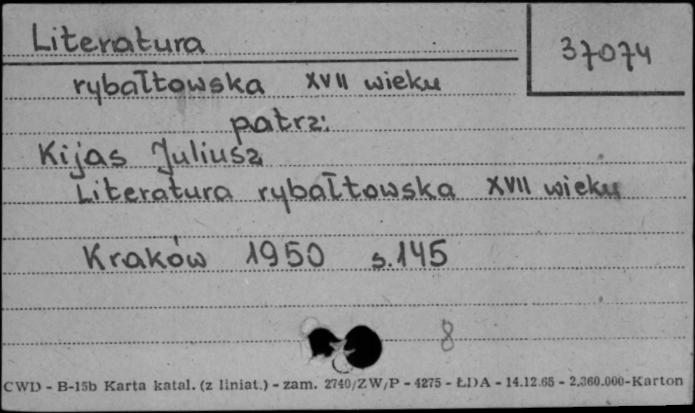 Literatura
37074
rybałtowska XVII wieku
patrz:
Kijas Juliusz
Literatura rybałtowska XVII wieku
Kraków 1950 s.145
8
CWD - B-15b Karta katal. (z liniat.) - zam. 2740/ZW/P - 4275 - ŁDA - 14.12.65 - 2.360.000-Karton